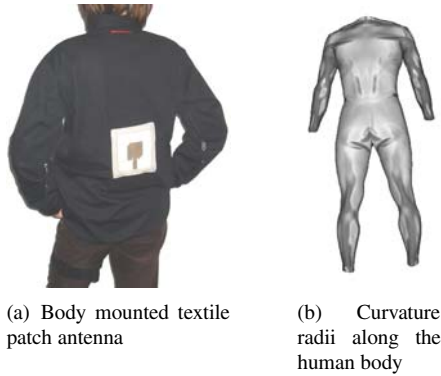 (a) Body mounted textile
patch antenna
(b) Curvature
radii along the
human body